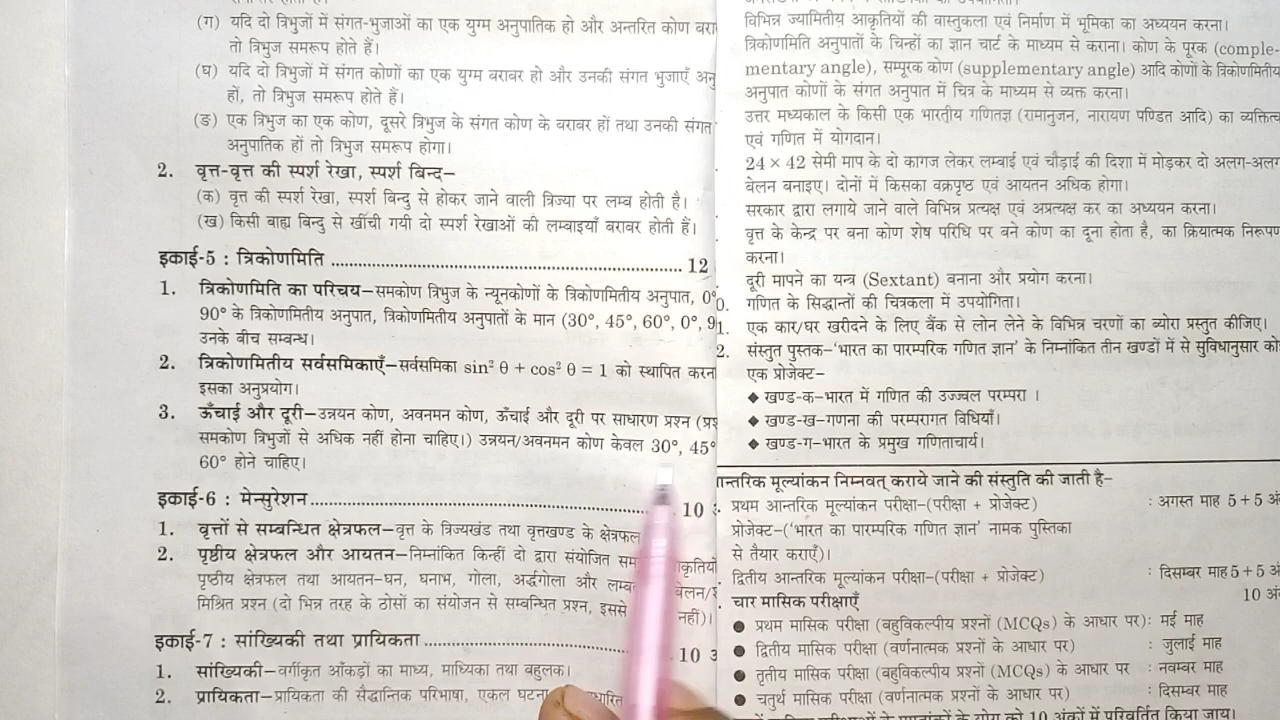 (ग) यदि दो त्रिभुजों में संगत-भुजाओं का एक युग्म अनुपातिक हो और अन्तरित कोण
तो त्रिभुज समरूप होते हैं।
(घ) यदि दो त्रिभुजों में संगत कोणों का एक युग्म बराबर हो और उनकी संगत भुजाएँ
हों, तो त्रिभुज समरूप होते हैं।
(ङ) एक त्रिभुज का एक कोण, दूसरे त्रिभुज के संगत कोण के बराबर हों तथा उनकी संगत
अनुपातिक हों तो त्रिभुज समरूप होगा।
2. वृत्त-वृत्त की स्पर्श रेखा, स्पर्श बिन्द–
(क) वृत्त की स्पर्श रेखा, स्पर्श बिन्दु से होकर जाने वाली त्रिज्या पर लम्ब होती है।
(ख) किसी वाह्य बिन्दु से खींची गयी दो स्पर्श रेखाओं की लम्बाइयाँ बराबर होती हैं।
इकाई-5 : त्रिकोणमिति ........ 12
1. त्रिकोणमिति का परिचय–समकोण त्रिभुज के न्यूनकोणों के त्रिकोणमितीय अनुपात, 0°
90° के त्रिकोणमितीय अनुपात, त्रिकोणमितीय अनुपातों के मान (30°, 45°, 60°, 0°,
उनके बीच सम्बन्ध।
2. त्रिकोणमितीय सर्वसमिकाएँ–सर्वसमिका sin² θ + cos² θ = 1 को स्थापित
इसका अनुप्रयोग।
3. ऊँचाई और दूरी–उन्नयन कोण, अवनमन कोण, ऊँचाई और दूरी पर साधारण प्रश्न
समकोण त्रिभुजों से अधिक नहीं होना चाहिए।) उन्नयन/अवनमन कोण केवल 30°, 45°
60° होने चाहिए।
इकाई-6 : मेन्सुरेशन ........ 10
1. वृत्तों से सम्बन्धित क्षेत्रफल–वृत्त के त्रिज्यखंड तथा वृत्तखण्ड के क्षेत्रफल
2. पृष्ठीय क्षेत्रफल और आयतन–निम्नांकित किन्हीं दो द्वारा संयोजित
पृष्ठीय क्षेत्रफल तथा आयतन-घन, घनाभ, गोला, अर्द्धगोला और
मिश्रित प्रश्न (दो भिन्न तरह के ठोसों का संयोजन से सम्बन्धित प्रश्न, इससे नहीं)।
इकाई-7 : सांख्यिकी तथा प्रायिकता ........ 10
1. सांख्यिकी–वर्गीकृत आँकड़ों का माध्य, माध्यिका तथा बहुलक।
2. प्रायिकता–प्रायिकता की सैद्धान्तिक परिभाषा, एकल
विभिन्न ज्यामितीय आकृतियों की वास्तुकला एवं निर्माण में भूमिका का अध्ययन करना।
त्रिकोणमिति अनुपातों के चिन्हों का ज्ञान चार्ट के माध्यम से कराना। कोण के पूरक (comple-
mentary angle), सम्पूरक कोण (supplementary angle) आदि कोणों के त्रिकोणमितीय
अनुपात कोणों के संगत अनुपात में चित्र के माध्यम से व्यक्त करना।
उत्तर मध्यकाल के किसी एक भारतीय गणितज्ञ (रामानुजन, नारायण पण्डित आदि) का
एवं गणित में योगदान।
24 × 42 सेमी माप के दो कागज लेकर लम्बाई एवं चौड़ाई की दिशा में मोड़कर दो अलग-अलग
बेलन बनाइए। दोनों में किसका वक्रपृष्ठ एवं आयतन अधिक होगा।
सरकार द्वारा लगाये जाने वाले विभिन्न प्रत्यक्ष एवं अप्रत्यक्ष कर का अध्ययन करना।
वृत्त के केन्द्र पर बना कोण शेष परिधि पर बने कोण का दूना होता है, का क्रियात्मक निरूपण
करना।
दूरी मापने का यन्त्र (Sextant) बनाना और प्रयोग करना।
0. गणित के सिद्धान्तों की चित्रकला में उपयोगिता।
1. एक कार/घर खरीदने के लिए बैंक से लोन लेने के विभिन्न चरणों का ब्योरा प्रस्तुत कीजिए।
2. संस्तुत पुस्तक–'भारत का पारम्परिक गणित ज्ञान' के निम्नांकित तीन खण्डों में से सुविधानुसार
एक प्रोजेक्ट–
◆ खण्ड-क–भारत में गणित की उज्ज्वल परम्परा ।
◆ खण्ड-ख–गणना की परम्परागत विधियाँ।
◆ खण्ड-ग–भारत के प्रमुख गणिताचार्य।
न्तरिक मूल्यांकन निम्नवत् कराये जाने की संस्तुति की जाती है–
प्रथम आन्तरिक मूल्यांकन परीक्षा–(परीक्षा + प्रोजेक्ट) : अगस्त माह 5 + 5
प्रोजेक्ट–('भारत का पारम्परिक गणित ज्ञान' नामक पुस्तिका
से तैयार कराएँ)।
द्वितीय आन्तरिक मूल्यांकन परीक्षा–(परीक्षा + प्रोजेक्ट) : दिसम्बर माह 5 + 5
चार मासिक परीक्षाएँ 10
● प्रथम मासिक परीक्षा (बहुविकल्पीय प्रश्नों (MCQs) के आधार पर): मई माह
● द्वितीय मासिक परीक्षा (वर्णनात्मक प्रश्नों के आधार पर) : जुलाई माह
● तृतीय मासिक परीक्षा (बहुविकल्पीय प्रश्नों (MCQs) के आधार पर : नवम्बर माह
● चतुर्थ मासिक परीक्षा (वर्णनात्मक प्रश्नों के आधार पर) : दिसम्बर माह
के योग को 10 अंकों में परिवर्तित किया जाय।